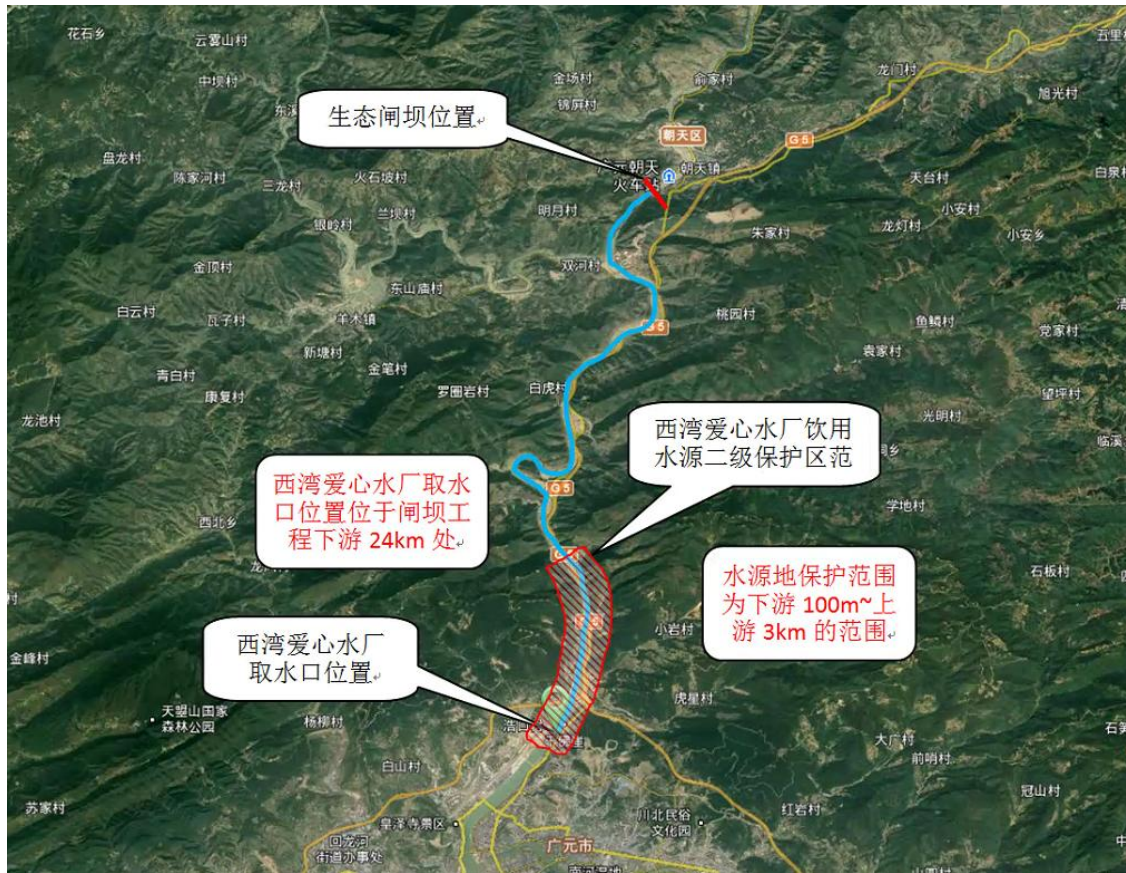 花石乡
云雾山村
五里
中坝村
金场村
俞家村
龙门村
旭光村
锦屏村
生态闸坝位置
朝天区
G5
盘龙村
陈家河村
火石坡村
朝天镇
火车站
天台村
白泉村
三龙村
兰坝村
明月村
小安村
银岭村
朱家村
龙灯村
小安乡
金顶村
双河村
东山庙村
白云村
瓦子村
羊木镇
桃园村
鱼鳞村
党家村
G5
新塘村
金笔村
袁家村
青白村
康复村
罗圈岩村
白虎村
望坪村
龙池村
光明村
临溪
西湾爱心水厂饮用
水源二级保护区范
西湾爱心水厂取水
口位置位于闸坝工
程下游 24km 处
G5
学地村
西北乡
水源地保护范围
为下游 100m~上
游 3km 的范围
石板村
西湾爱心水厂
取水口位置
小岩村
金峰村
虎星村
天曌山国家
森林公园
杨柳村
石笋
大广村
白山村
前哨村
冠山村
苏家村
红岩村
皇泽寺景区
川北民俗
文化园
回龙河
街道办事处
广元市